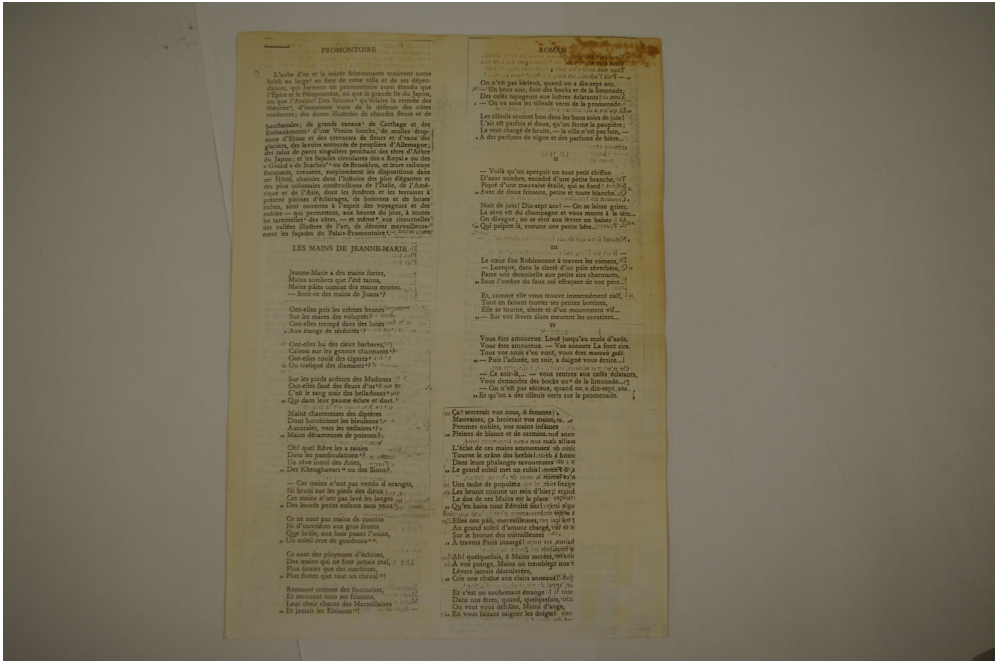 PROMONTOIRE
L'aube d'or et la soirée frissonnante trouvent notre
brick au large en face de cette villa et de ses dépen-
dances, qui forment un promontoire aussi étendu que
l'Épire et le Péloponnèse, ou que la grande île du Japon,
ou que l'Arabie! Des fanums qu'éclaire la rentrée des
théories, d'immenses vues de la défense des côtes
modernes; des dunes illustrées de chaudes fleurs et de
bacchanales; de grands canaux de Carthage et des
Embankments d'une Venise louche, de molles érup-
tions d'Etnas et des crevasses de fleurs et d'eaux des
glaciers, des lavoirs entourés de peupliers d'Allemagne;
des talus de parcs singuliers penchant des têtes d'Arbre
du Japon; et les façades circulaires des « Royal » ou des
« Grand » de Scarbro' ou de Brooklyn, et leurs railways
flanquent, creusent, surplombent les dispositions dans
cet Hôtel, choisies dans l'histoire des plus élégantes et
des plus colossales constructions de l'Italie, de l'Amé-
rique et de l'Asie, dont les fenêtres et les terrasses à
présent pleines d'éclairages, de boissons et de brises
riches, sont ouvertes à l'esprit des voyageurs et des
nobles — qui permettent, aux heures du jour, à toutes
les tarentelles des côtes, — et même aux ritournelles
des vallées illustres de l'art, de décorer merveilleuse-
ment les façades du Palais-Promontoire.
LES MAINS DE JEANNE-MARIE
Jeanne-Marie a des mains fortes,
Mains sombres que l'été tanna,
Mains pâles comme des mains mortes.
— Sont-ce des mains de Juana?
Ont-elles pris les crèmes brunes
Sur les mares des voluptés?
Ont-elles trempé dans des lunes
Aux étangs de sérénités?
Ont-elles bu des cieux barbares,
Calmes sur les genoux charmants?
Ont-elles roulé des cigares
Ou trafiqué des diamants?
Sur les pieds ardents des Madones
Ont-elles fané des fleurs d'or?
C'est le sang noir des belladones
Qui dans leur paume éclate et dort.
Mains chasseresses des diptères
Dont bombinent les bleuisons
Aurorales, vers les nectaires?
Mains décanteuses de poisons?
Oh! quel Rêve les a saisies
Dans les pandiculations?
Un rêve inouï des Asies,
Des Khenghavars ou des Sions?
— Ces mains n'ont pas vendu d'oranges,
Ni bruni sur les pieds des dieux :
Ces mains n'ont pas lavé les langes
Des lourds petits enfants sans yeux.
Ce ne sont pas mains de cousine
Ni d'ouvrières aux gros fronts
Que brûle, aux bois puant l'usine,
Un soleil ivre de goudrons.
Ce sont des ployeuses d'échines,
Des mains qui ne font jamais mal,
Plus fatales que des machines,
Plus fortes que tout un cheval!
Remuant comme des fournaises,
Et secouant tous ses frissons,
Leur chair chante des Marseillaises
Et jamais les Eleisons!
ROMAN
I
On n'est pas sérieux, quand on a dix-sept ans.
— Un beau soir, foin des bocks et de la limonade,
Des cafés tapageurs aux lustres éclatants!
— On va sous les tilleuls verts de la promenade.
Les tilleuls sentent bon dans les bons soirs de juin!
L'air est parfois si doux, qu'on ferme la paupière;
Le vent chargé de bruits, — la ville n'est pas loin, —
A des parfums de vigne et des parfums de bière...
II
— Voilà qu'on aperçoit un tout petit chiffon
D'azur sombre, encadré d'une petite branche,
Piqué d'une mauvaise étoile, qui se fond
Avec de doux frissons, petite et toute blanche...
Nuit de juin! Dix-sept ans! — On se laisse griser.
La sève est du champagne et vous monte à la tête...
On divague; on se sent aux lèvres un baiser
Qui palpite là, comme une petite bête...
III
Le cœur fou Robinsonne à travers les romans,
— Lorsque, dans la clarté d'un pâle réverbère,
Passe une demoiselle aux petits airs charmants,
Sous l'ombre du faux col effrayant de son père...
Et, comme elle vous trouve immensément naïf,
Tout en faisant trotter ses petites bottines,
Elle se tourne, alerte et d'un mouvement vif...
— Sur vos lèvres alors meurent les cavatines...
IV
Vous êtes amoureux. Loué jusqu'au mois d'août.
Vous êtes amoureux. — Vos sonnets La font rire.
Tous vos amis s'en vont, vous êtes mauvais goût.
— Puis l'adorée, un soir, a daigné vous écrire...!
— Ce soir-là,... — vous rentrez aux cafés éclatants,
Vous demandez des bocks ou de la limonade...
— On n'est pas sérieux, quand on a dix-sept ans
Et qu'on a des tilleuls verts sur la promenade.
Ça serrerait vos cous, ô femmes
Mauvaises, ça broierait vos mains,
Femmes nobles, vos mains infâmes
Pleines de blancs et de carmins.
L'éclat de ces mains amoureuses
Tourne le crâne des brebis!
Dans leurs phalanges savoureuses
Le grand soleil met un rubis!
Une tache de populace
Les brunit comme un sein d'hier;
Le dos de ces Mains est la place
Qu'en baisa tout Révolté fier!
Elles ont pâli, merveilleuses,
Au grand soleil d'amour chargé,
Sur le bronze des mitrailleuses
À travers Paris insurgé!
Ah! quelquefois, ô Mains sacrées,
À vos poings, Mains où tremblent nos
Lèvres jamais désenivrées,
Crie une chaîne aux clairs anneaux!
Et c'est un soubresaut étrange
Dans nos êtres, quand, quelquefois,
On veut vous déhâler, Mains d'ange,
En vous faisant saigner les doigts!